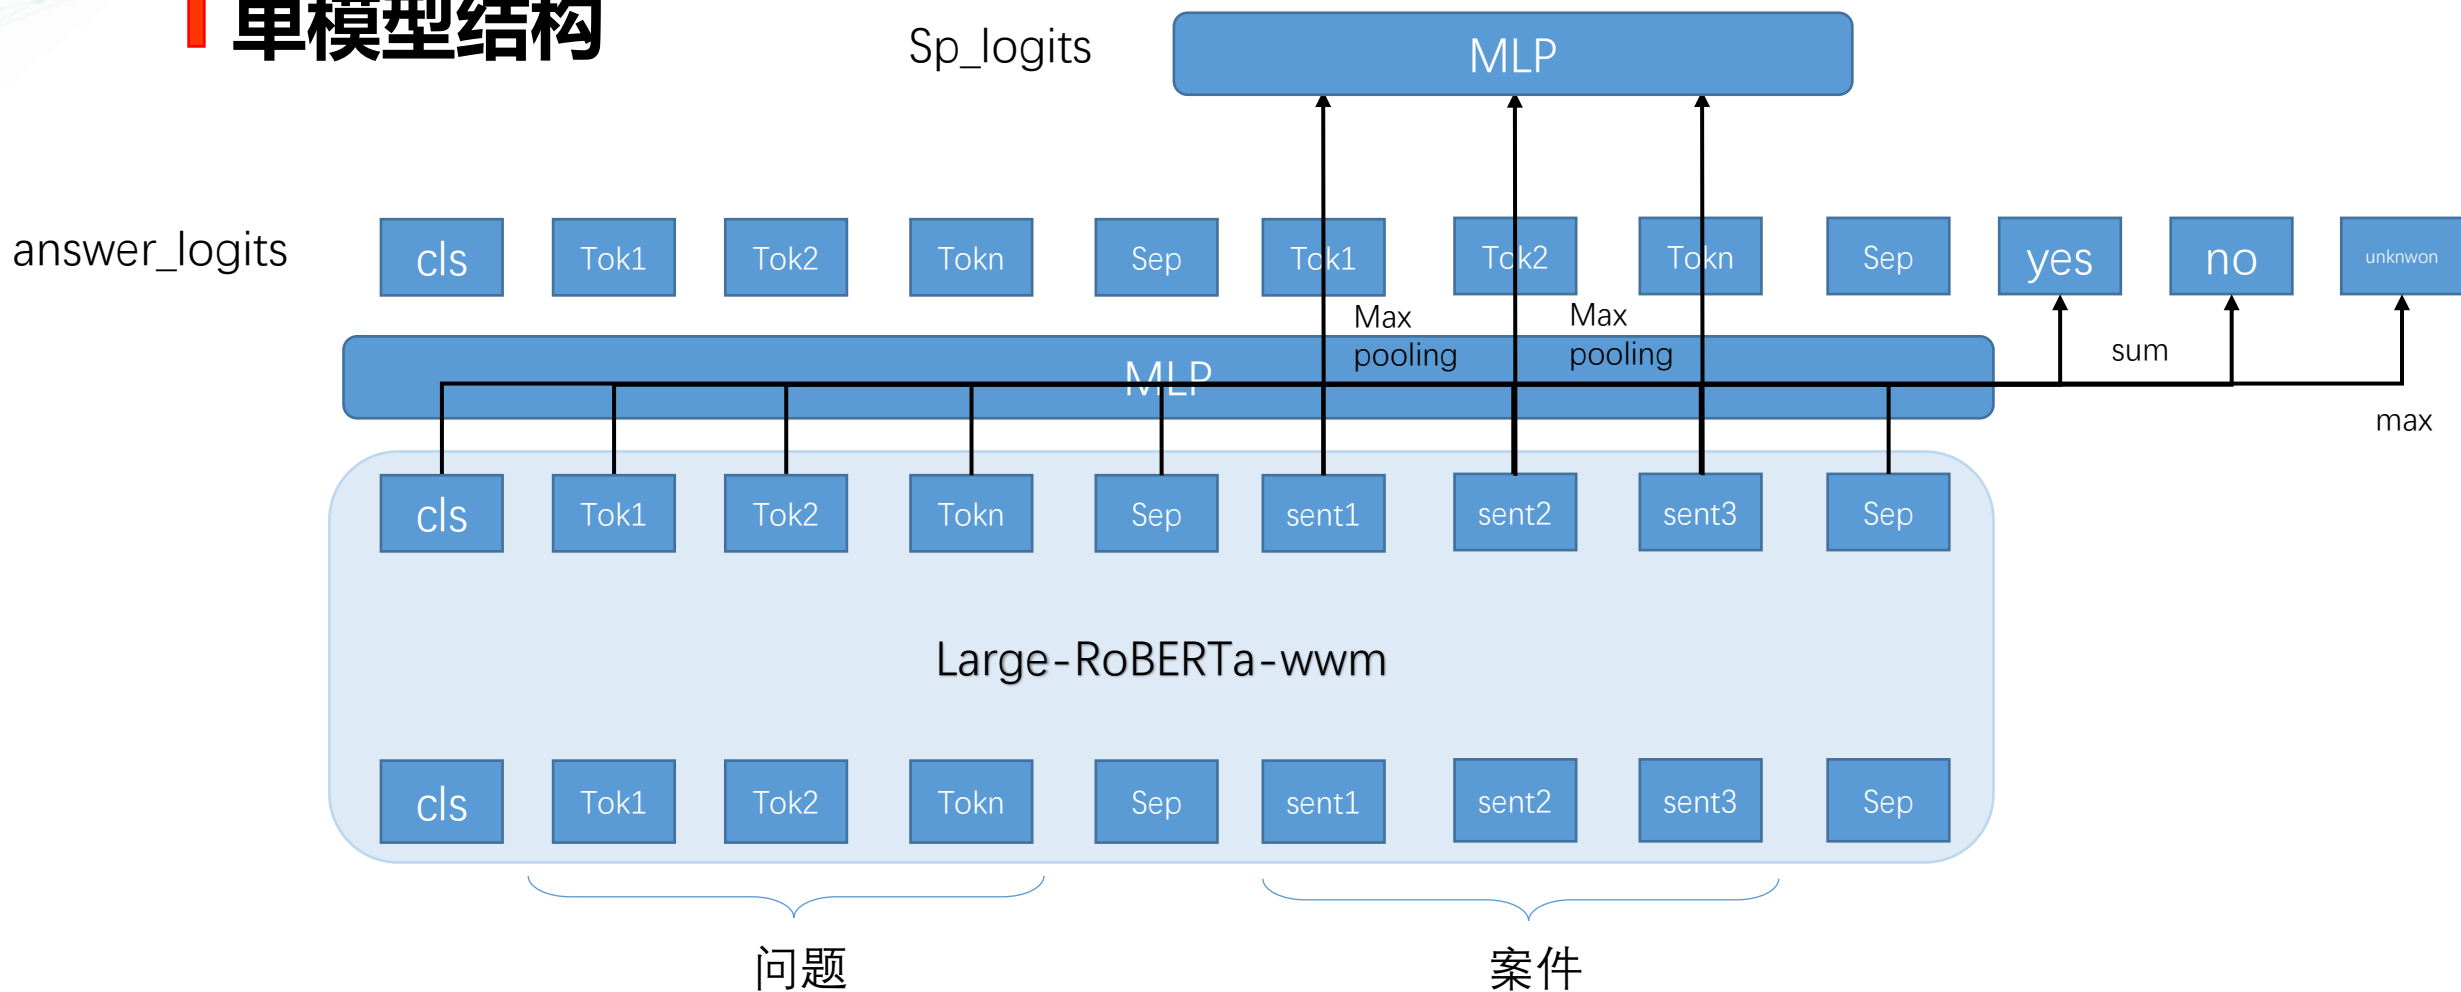 单模型结构
Sp_logits
MLP
answer_logits
cls Tok1 Tok2 Tokn Sep Tok1 Tok2 Tokn Sep yes no unknwon
Max pooling
Max pooling
sum
MLP
max
cls Tok1 Tok2 Tokn Sep sent1 sent2 sent3 Sep
Large-RoBERTa-wwm
cls Tok1 Tok2 Tokn Sep sent1 sent2 sent3 Sep
问题 案件